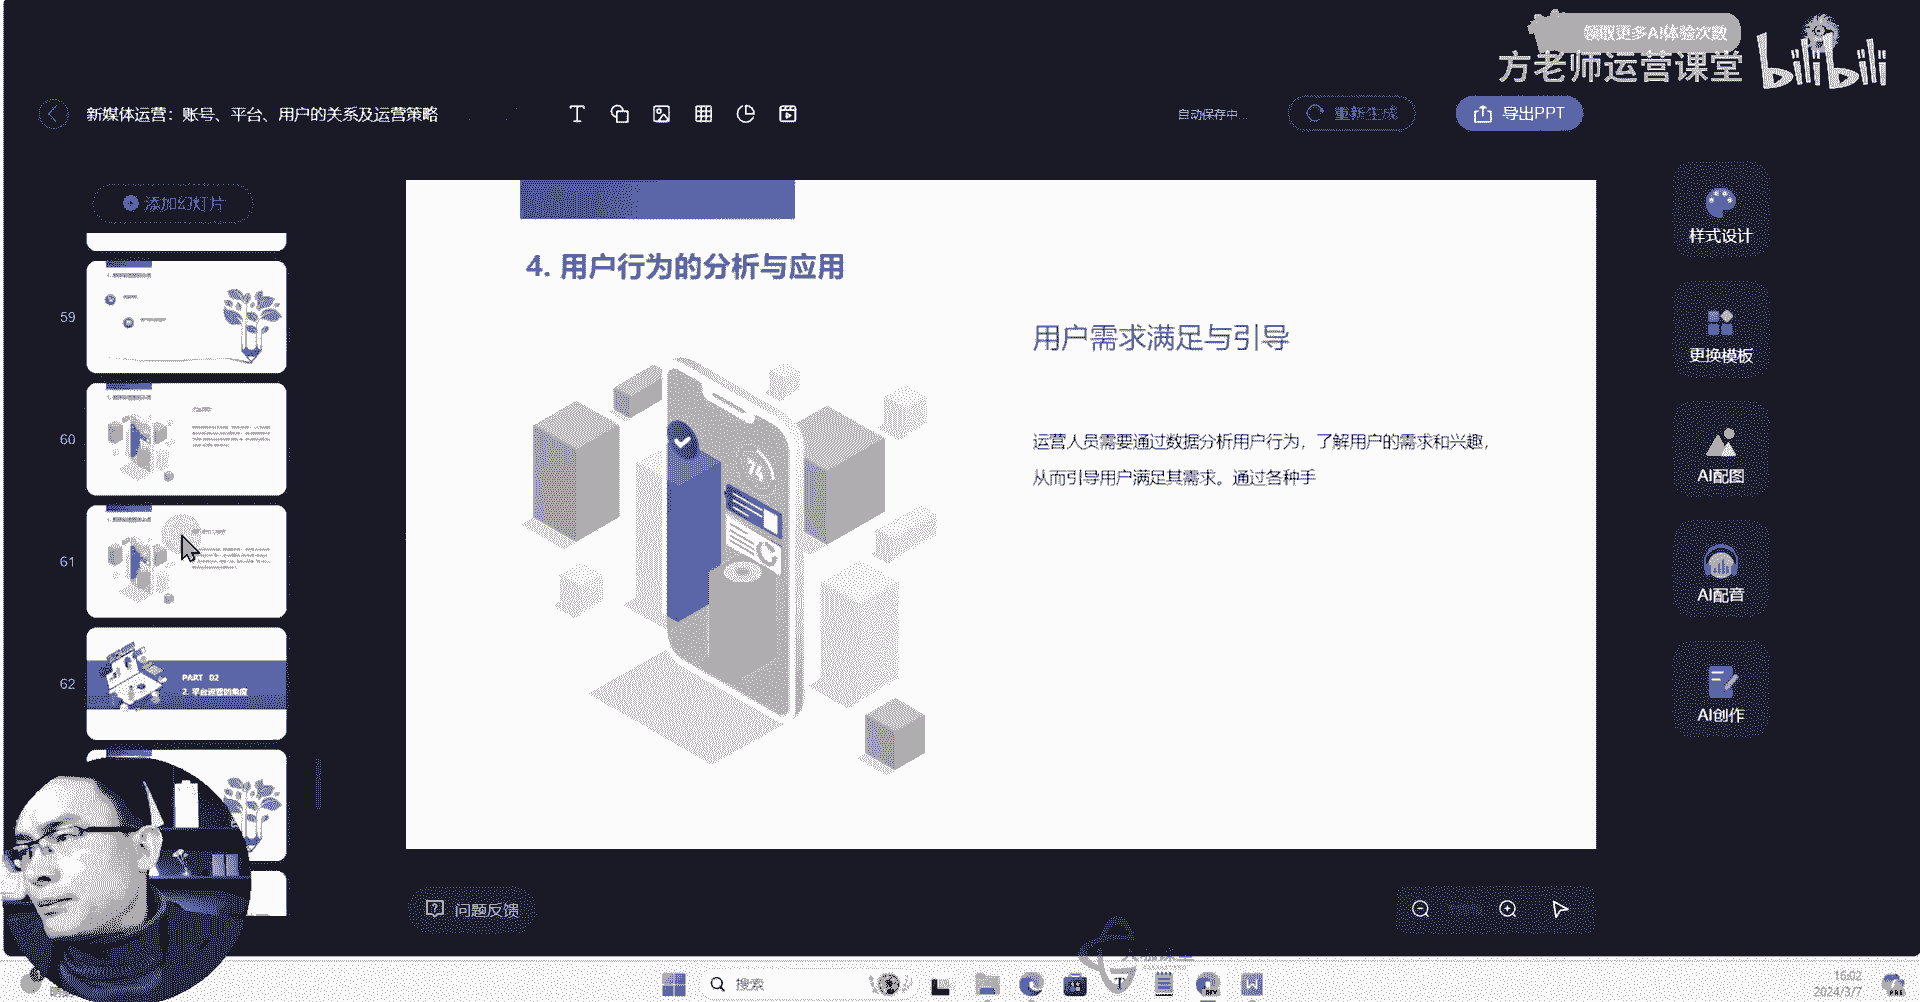 领取更多AI体验次数
方老师运营课堂 bilibili
新媒体运营：账号、平台、用户的关系及运营策略
自动保存中...
重新生成
导出PPT
添加幻灯片
59
60
61
62
PART 02
2. 平台运营的角度
4. 用户行为的分析与应用
用户需求满足与引导
运营人员需要通过数据分析用户行为，了解用户的需求和兴趣，
从而引导用户满足其需求。通过各种手
样式设计
更换模板
AI配图
AI配音
AI创作
问题反馈
搜索
16:02
2024/3/7